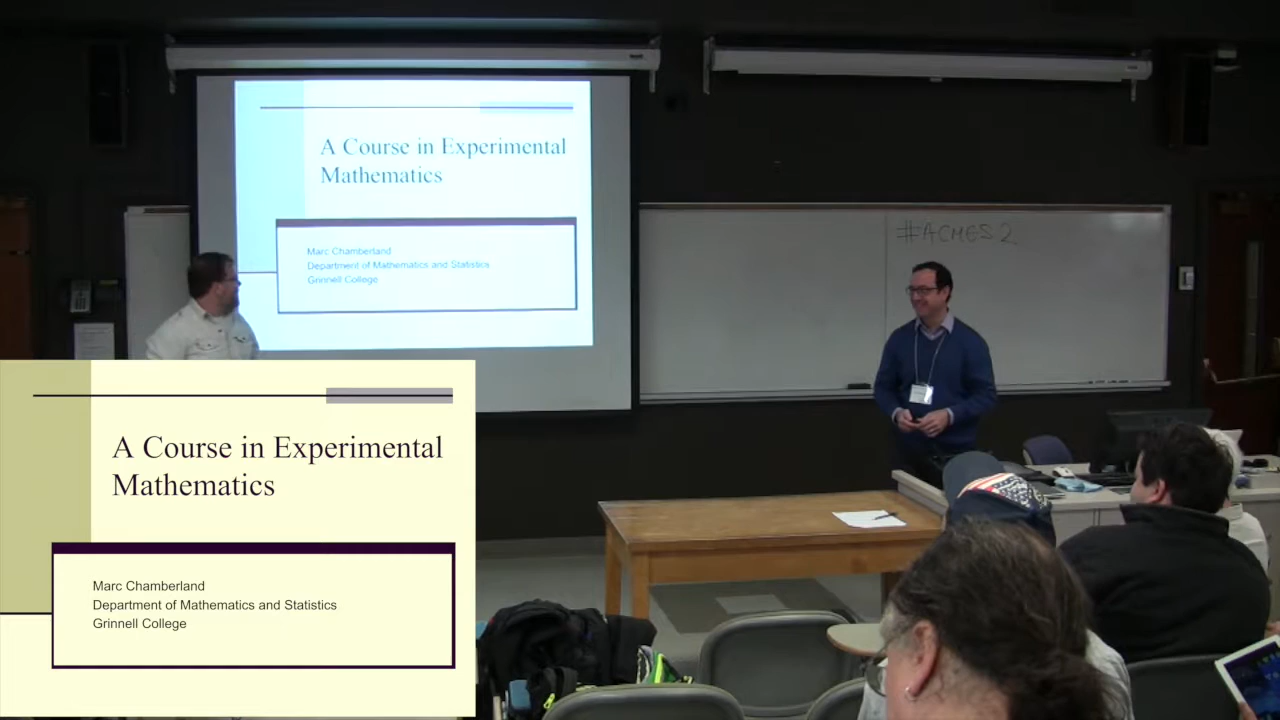 A Course in Experimental
Mathematics
Marc Chamberland
Department of Mathematics and Statistics
Grinnell College
#ACMES 2
A Course in Experimental
Mathematics
Marc Chamberland
Department of Mathematics and Statistics
Grinnell College